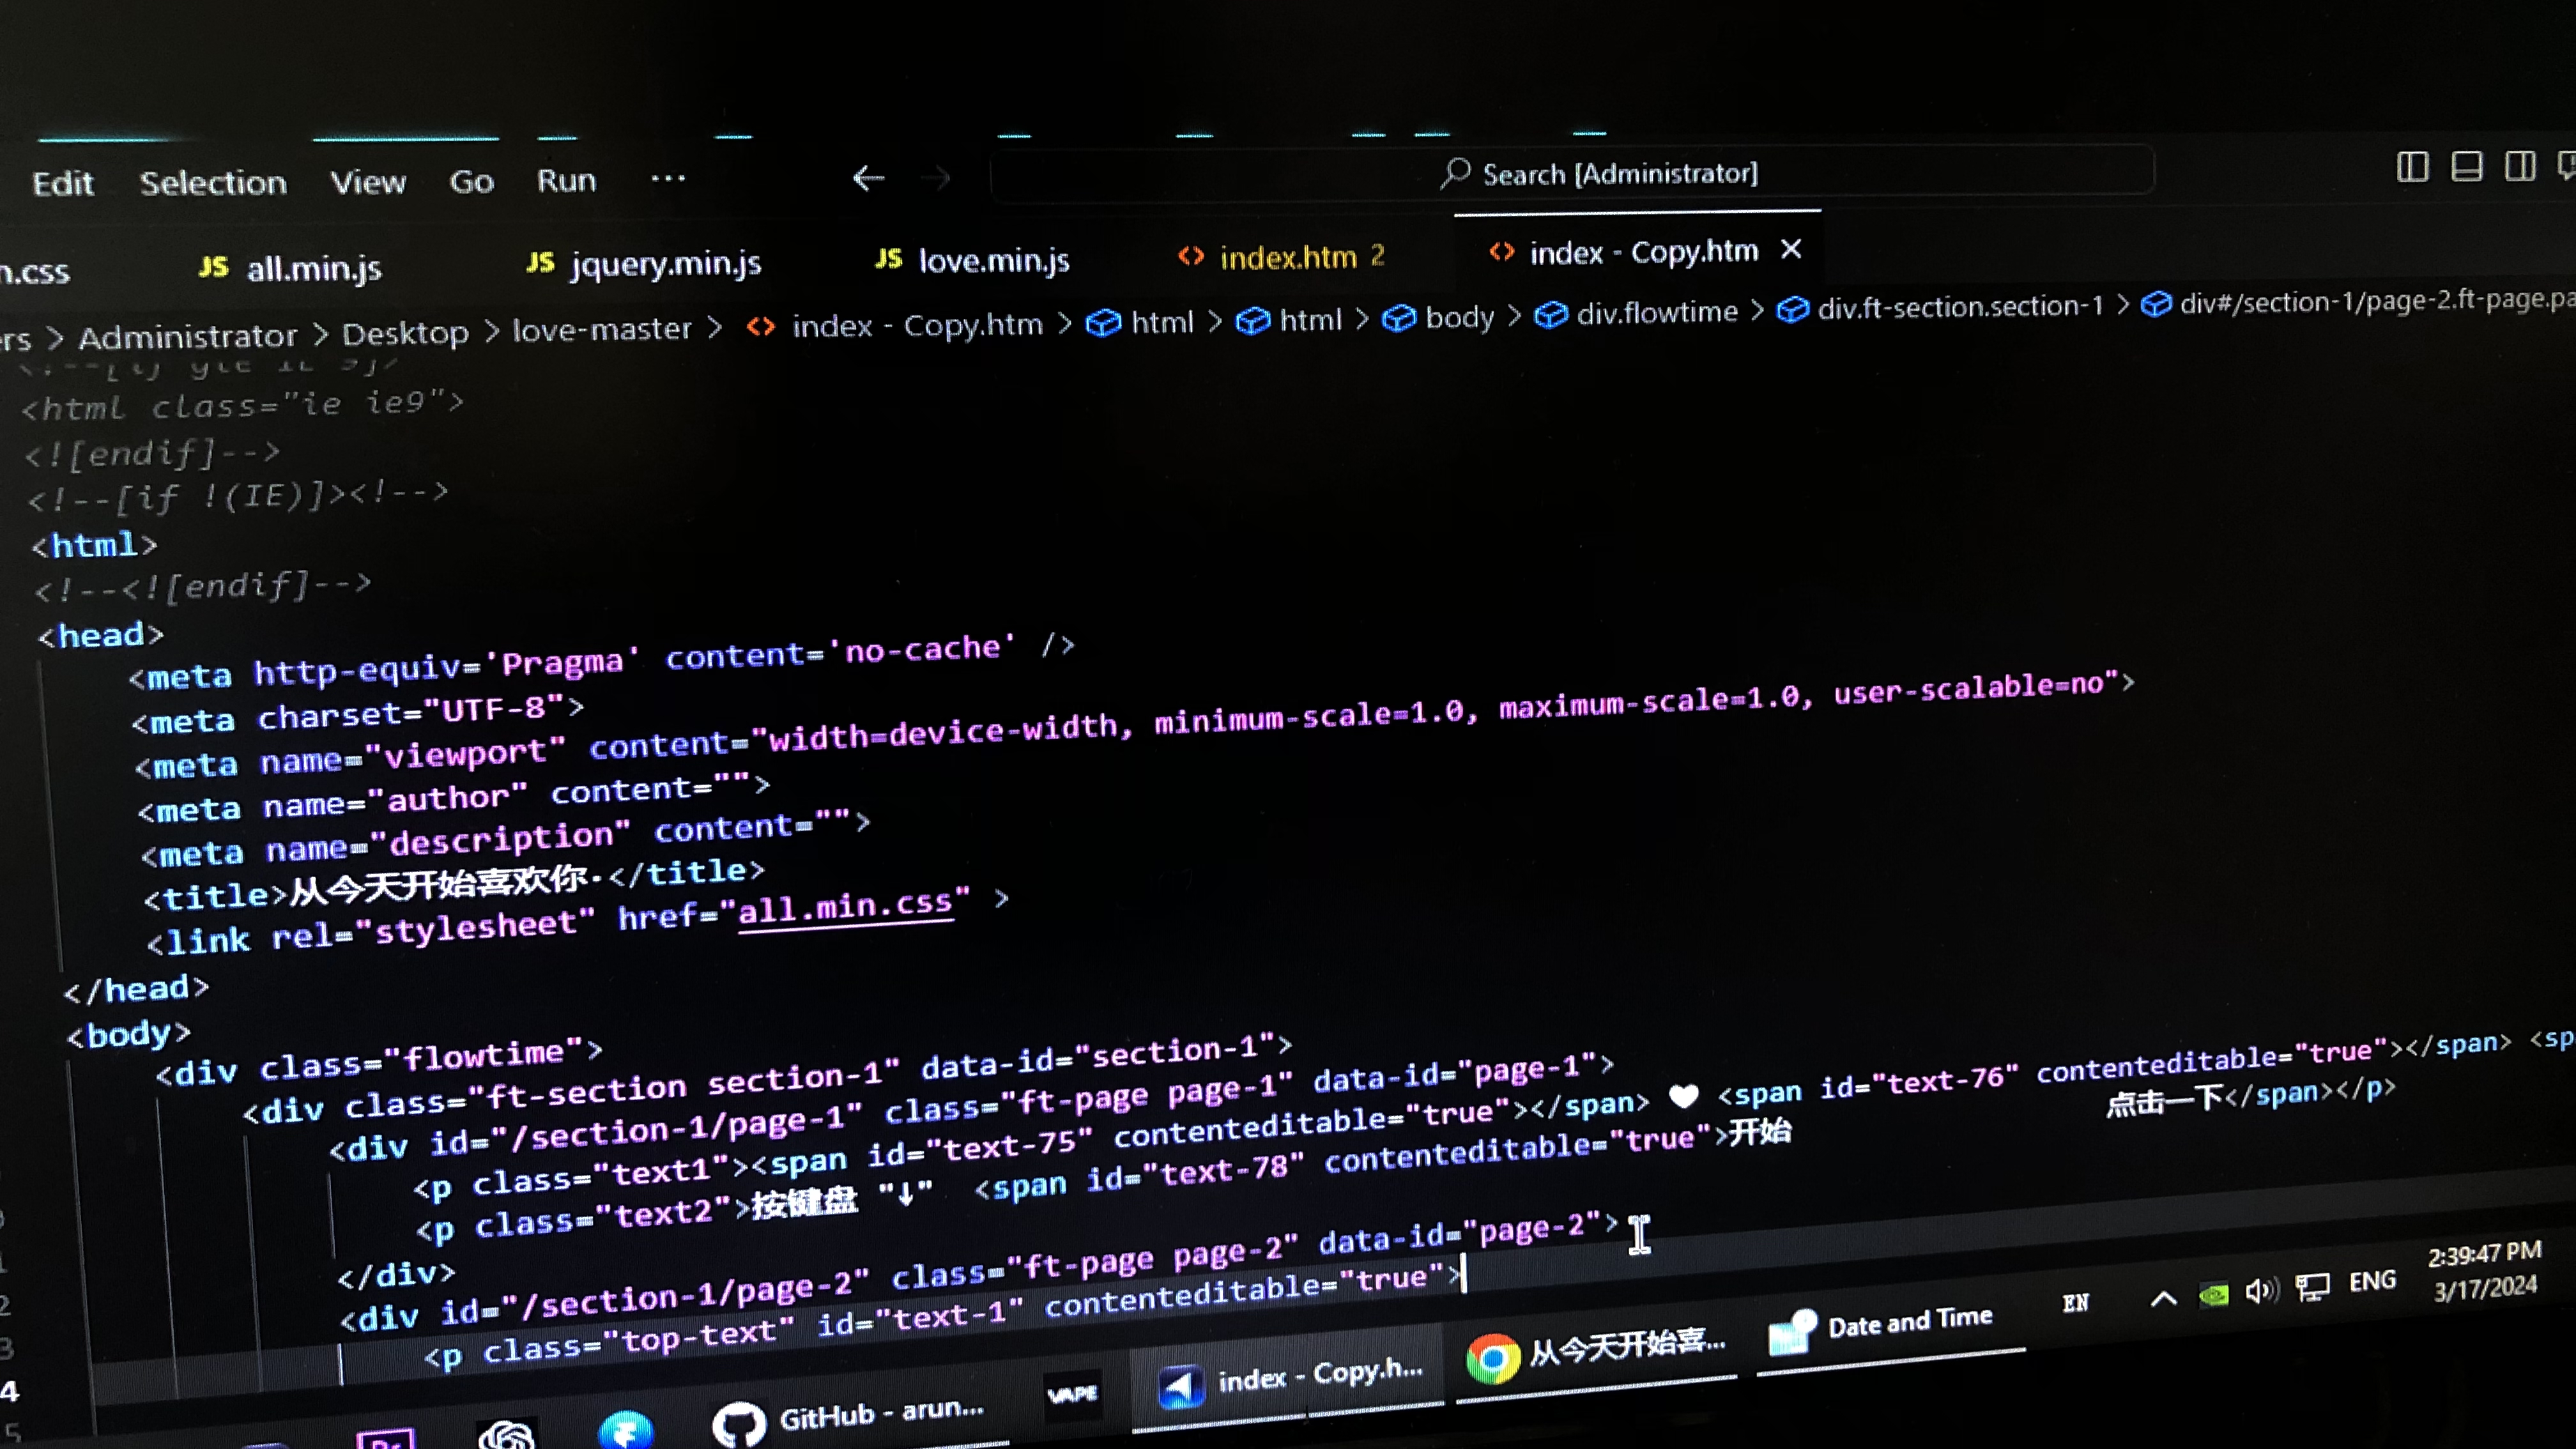 Edit Selection View Go Run ··· ← → Search [Administrator]
n.css JS all.min.js JS jquery.min.js JS love.min.js <> index.htm 2 <> index - Copy.htm ×
ers > Administrator > Desktop > love-master > <> index - Copy.htm > html > html > body > div.flowtime > div.ft-section.section-1 > div#/section-1/page-2.ft-page.pa
<html class="ie ie9">
<![endif]-->
<!--[if !(IE)]><!-->
<html>
<!--<![endif]-->
<head>
<meta http-equiv='Pragma' content='no-cache' />
<meta charset="UTF-8">
<meta name="viewport" content="width=device-width, minimum-scale=1.0, maximum-scale=1.0, user-scalable=no">
<meta name="author" content="">
<meta name="description" content="">
<title>从今天开始喜欢你·</title>
<link rel="stylesheet" href="all.min.css" >
</head>
<body>
<div class="flowtime">
<div class="ft-section section-1" data-id="section-1">
<div id="/section-1/page-1" class="ft-page page-1" data-id="page-1">
<p class="text1"><span id="text-75" contenteditable="true"></span> ♥ <span id="text-76" contenteditable="true"></span> <sp
<p class="text2">按键盘 "↓" <span id="text-78" contenteditable="true">开始 点击一下</span></p>
</div>
<div id="/section-1/page-2" class="ft-page page-2" data-id="page-2">
<p class="top-text" id="text-1" contenteditable="true">
2
3
4
5
Pr GitHub - arun... VAPE index - Copy.h... 从今天开始喜... Date and Time EN ENG 2:39:47 PM
3/17/2024